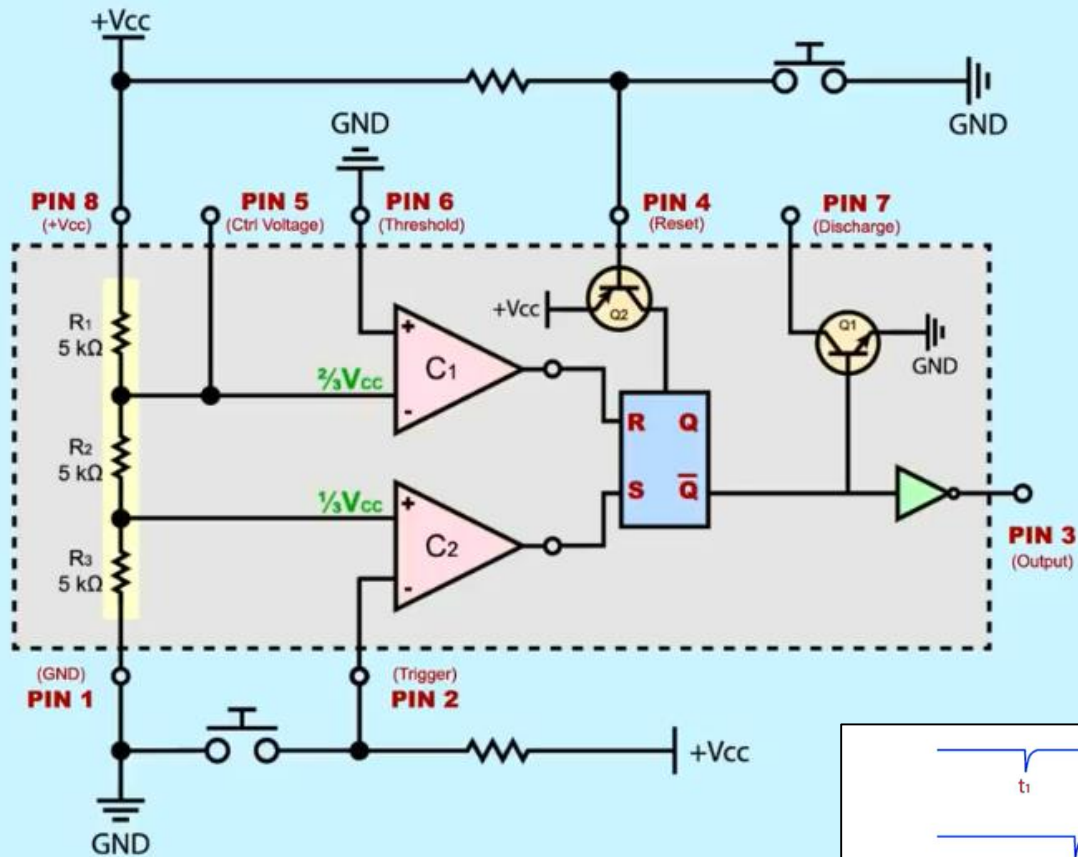 +Vcc
GND
GND
PIN 8
(+Vcc)
PIN 5
(Ctrl Voltage)
PIN 6
(Threshold)
PIN 4
(Reset)
PIN 7
(Discharge)
R1
5 kΩ
+Vcc
Q2
Q1
GND
⅔Vcc
+
C1
-
R Q
R2
5 kΩ
⅓Vcc
+
C2
-
S Q̅
R3
5 kΩ
PIN 3
(Output)
(GND)
PIN 1
(Trigger)
PIN 2
+Vcc
GND
t1